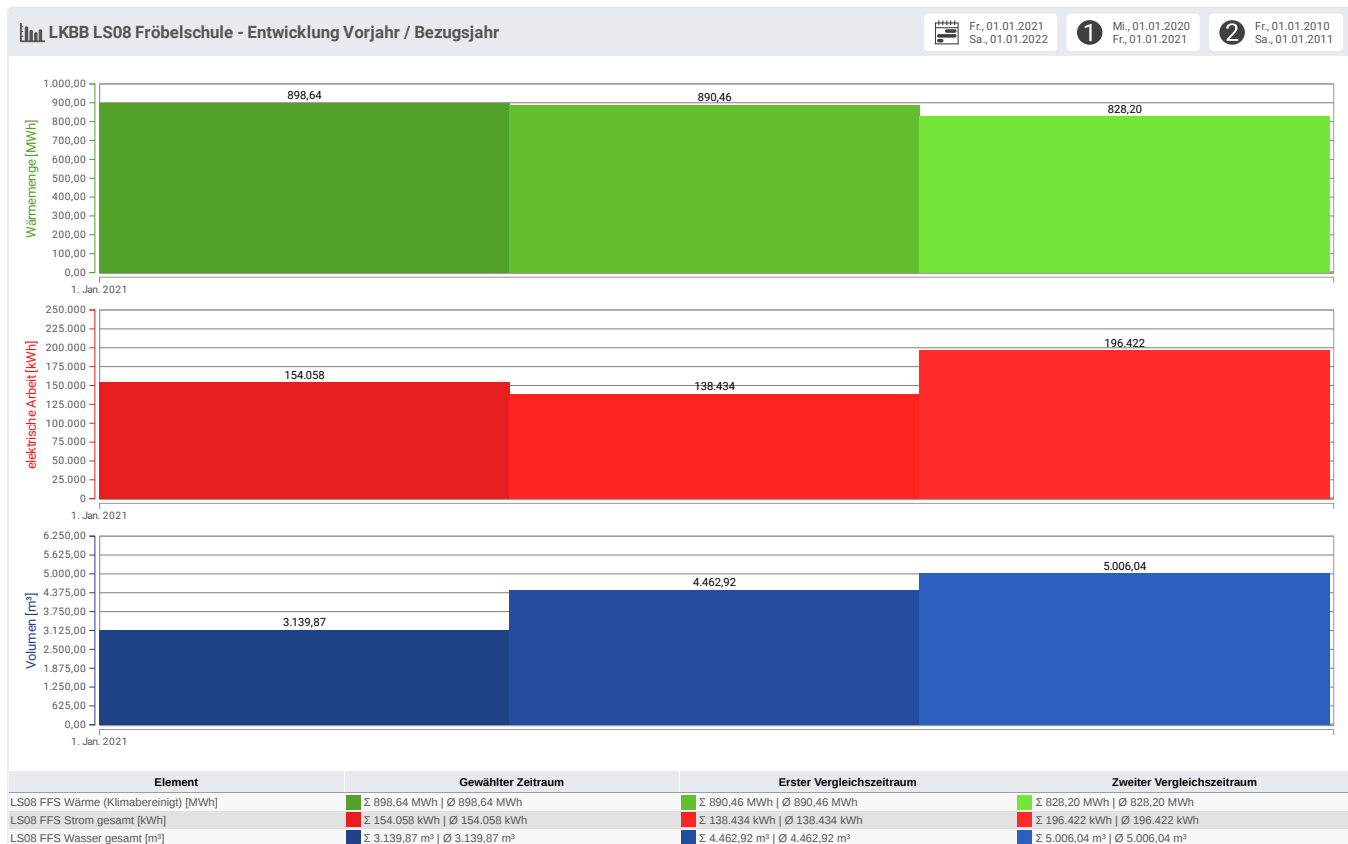 LKBB LS08 Fröbelschule - Entwicklung Vorjahr / Bezugsjahr
Fr., 01.01.2021
Sa., 01.01.2022
1
Mi., 01.01.2020
Fr., 01.01.2021
2
Fr., 01.01.2010
Sa., 01.01.2011
Wärmemenge [MWh]
1.000,00
900,00
800,00
700,00
600,00
500,00
400,00
300,00
200,00
100,00
0,00
898,64
890,46
828,20
1. Jan. 2021
elektrische Arbeit [kWh]
250.000
225.000
200.000
175.000
150.000
125.000
100.000
75.000
50.000
25.000
0
154.058
138.434
196.422
1. Jan. 2021
Volumen [m³]
6.250,00
5.625,00
5.000,00
4.375,00
3.750,00
3.125,00
2.500,00
1.875,00
1.250,00
625,00
0,00
3.139,87
4.462,92
5.006,04
1. Jan. 2021
Element Gewählter Zeitraum Erster Vergleichszeitraum Zweiter Vergleichszeitraum
LS08 FFS Wärme (Klimabereinigt) [MWh] Σ 898,64 MWh | Ø 898,64 MWh Σ 890,46 MWh | Ø 890,46 MWh Σ 828,20 MWh | Ø 828,20 MWh
LS08 FFS Strom gesamt [kWh] Σ 154.058 kWh | Ø 154.058 kWh Σ 138.434 kWh | Ø 138.434 kWh Σ 196.422 kWh | Ø 196.422 kWh
LS08 FFS Wasser gesamt [m³] Σ 3.139,87 m³ | Ø 3.139,87 m³ Σ 4.462,92 m³ | Ø 4.462,92 m³ Σ 5.006,04 m³ | Ø 5.006,04 m³